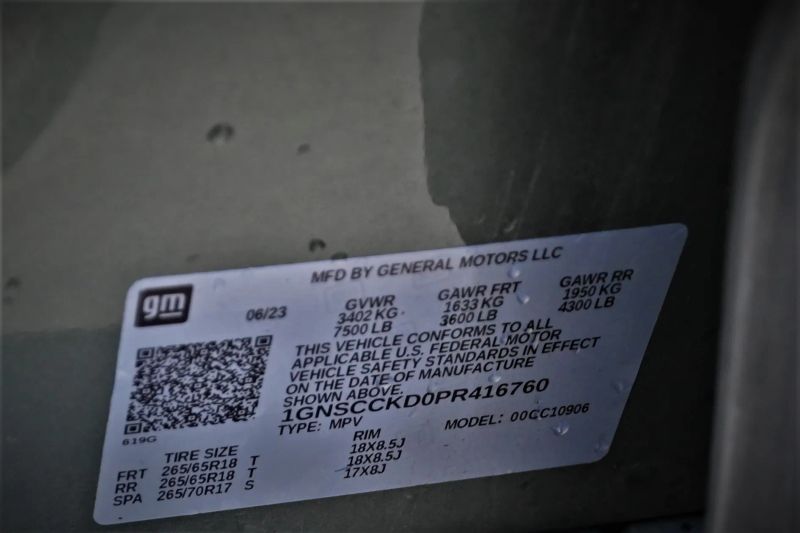 MFD BY GENERAL MOTORS LLC
gm
06/23
GVWR GAWR FRT GAWR RR
3402 KG 1633 KG 1950 KG
7500 LB 3600 LB 4300 LB
THIS VEHICLE CONFORMS TO ALL
APPLICABLE U.S. FEDERAL MOTOR
VEHICLE SAFETY STANDARDS IN EFFECT
ON THE DATE OF MANUFACTURE
SHOWN ABOVE.
1GNSCCKD0PR416760
TYPE: MPV MODEL: 00CC10906
619G
TIRE SIZE RIM
FRT 265/65R18 T 18X8.5J
RR 265/65R18 T 18X8.5J
SPA 265/70R17 S 17X8J